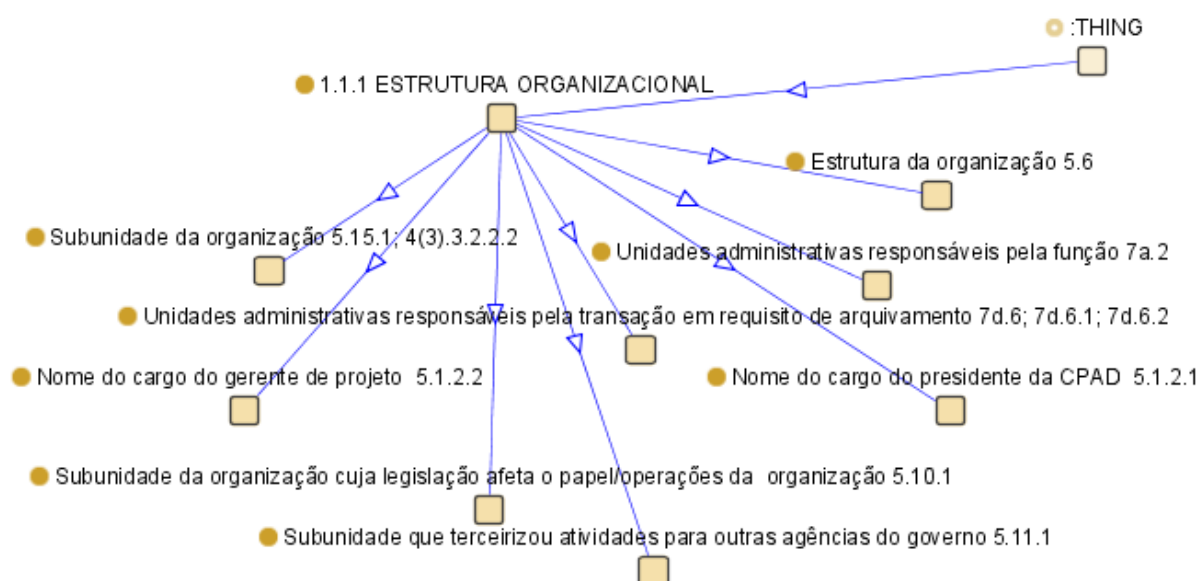 :THING
1.1.1 ESTRUTURA ORGANIZACIONAL
Estrutura da organização 5.6
Subunidade da organização 5.15.1; 4(3).3.2.2.2
Unidades administrativas responsáveis pela função 7a.2
Unidades administrativas responsáveis pela transação em requisito de arquivamento 7d.6; 7d.6.1; 7d.6.2
Nome do cargo do gerente de projeto 5.1.2.2
Nome do cargo do presidente da CPAD 5.1.2.1
Subunidade da organização cuja legislação afeta o papel/operações da organização 5.10.1
Subunidade que terceirizou atividades para outras agências do governo 5.11.1